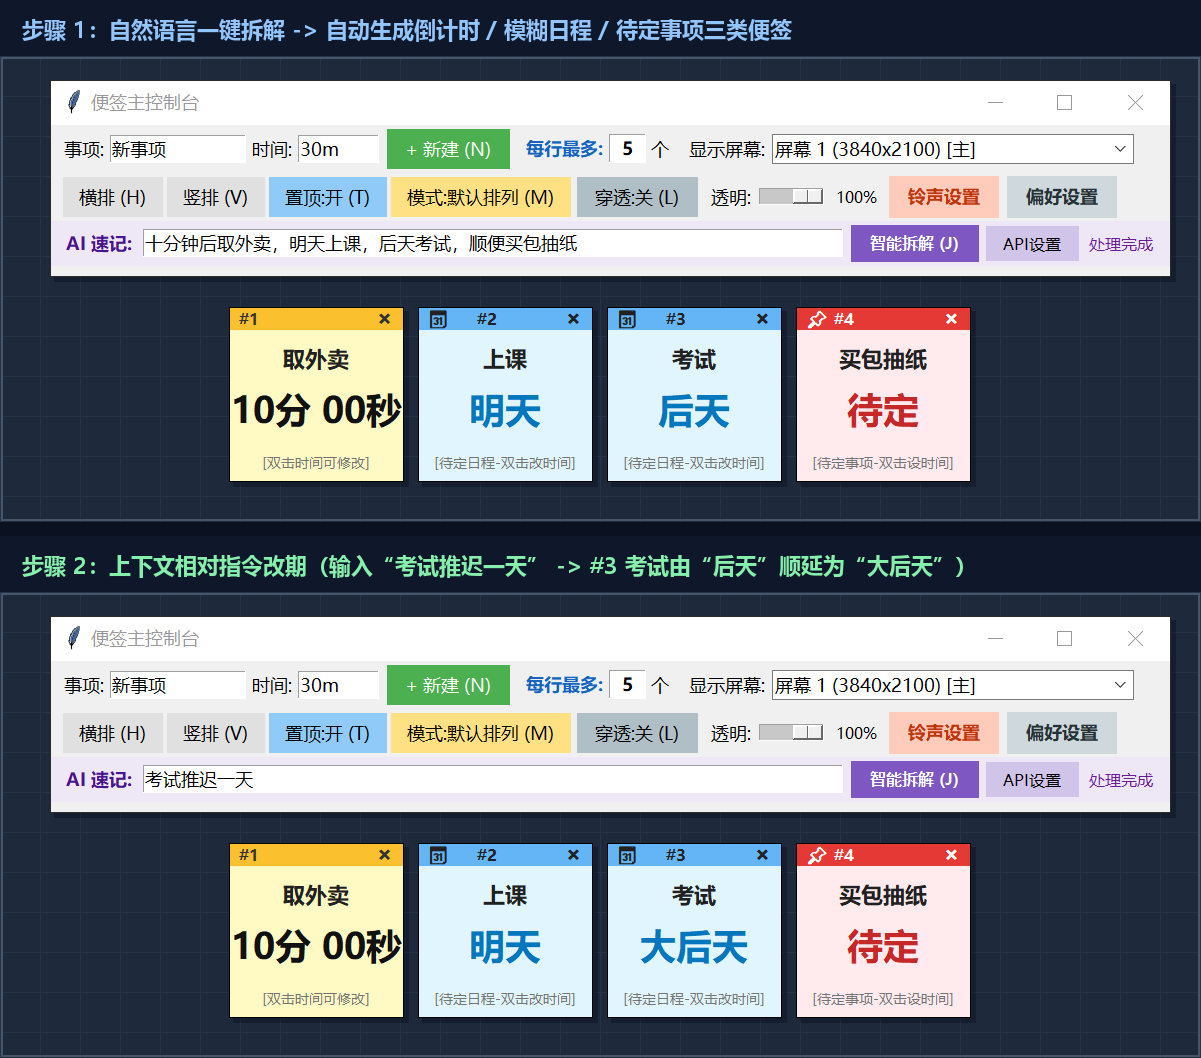 步骤 1：自然语言一键拆解 -> 自动生成倒计时 / 模糊日程 / 待定事项三类便签
便签主控制台
事项: 新事项 时间: 30m + 新建 (N) 每行最多: 5 个 显示屏幕: 屏幕 1 (3840x2100) [主]
横排 (H) 竖排 (V) 置顶:开 (T) 模式:默认排列 (M) 穿透:关 (L) 透明: 100% 铃声设置 偏好设置
AI 速记: 十分钟后取外卖，明天上课，后天考试，顺便买包抽纸 智能拆解 (J) API设置 处理完成
#1 × 31 #2 × 31 #3 × #4 ×
取外卖 上课 考试 买包抽纸
10分 00秒 明天 后天 待定
[双击时间可修改] [待定日程-双击改时间] [待定日程-双击改时间] [待定事项-双击设时间]
步骤 2：上下文相对指令改期（输入“考试推迟一天” -> #3 考试由“后天”顺延为“大后天”）
便签主控制台
事项: 新事项 时间: 30m + 新建 (N) 每行最多: 5 个 显示屏幕: 屏幕 1 (3840x2100) [主]
横排 (H) 竖排 (V) 置顶:开 (T) 模式:默认排列 (M) 穿透:关 (L) 透明: 100% 铃声设置 偏好设置
AI 速记: 考试推迟一天 智能拆解 (J) API设置 处理完成
#1 × 31 #2 × 31 #3 × #4 ×
取外卖 上课 考试 买包抽纸
10分 00秒 明天 大后天 待定
[双击时间可修改] [待定日程-双击改时间] [待定日程-双击改时间] [待定事项-双击设时间]